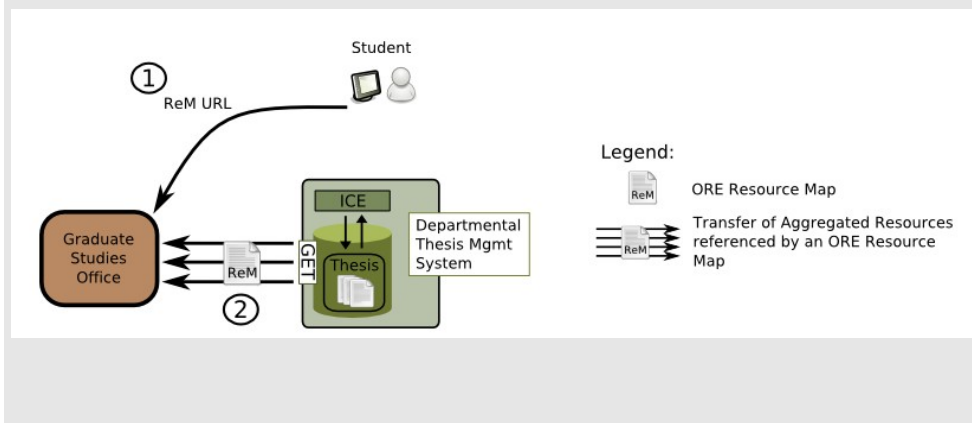 Student
1
ReM URL
Legend:
ReM
ORE Resource Map
ICE
Departmental
Thesis Mgmt
System
Transfer of Aggregated Resources
referenced by an ORE Resource
Map
ReM
Graduate
Studies
Office
ReM
GET
Thesis
2